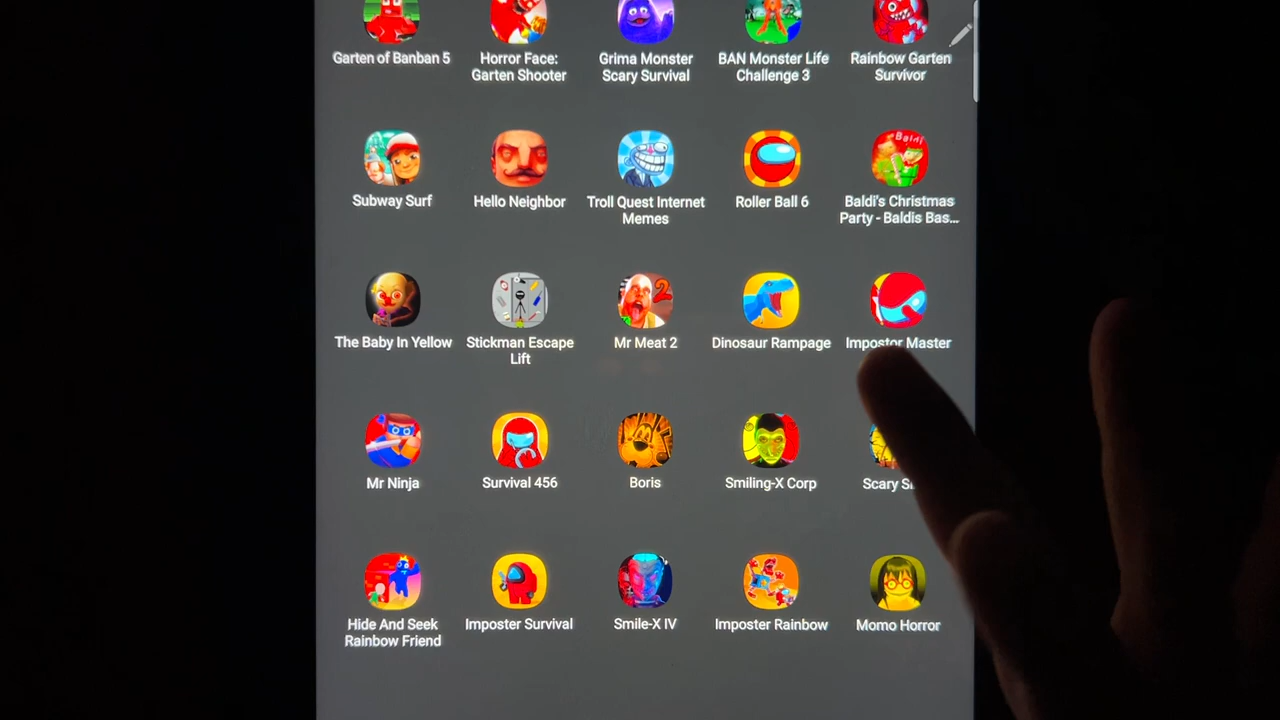 Garten of Banban 5
Horror Face:
Garten Shooter
Grima Monster
Scary Survival
BAN Monster Life
Challenge 3
Rainbow Garten
Survivor
Baldi
Subway Surf
Hello Neighbor
Troll Quest Internet
Memes
Roller Ball 6
Baldi's Christmas
Party - Baldis Bas...
2
The Baby In Yellow
Stickman Escape
Lift
Mr Meat 2
Dinosaur Rampage
Impostor Master
Mr Ninja
Survival 456
Boris
Smiling-X Corp
Scary
Hide And Seek
Rainbow Friend
Imposter Survival
Smile-X IV
Imposter Rainbow
Momo Horror